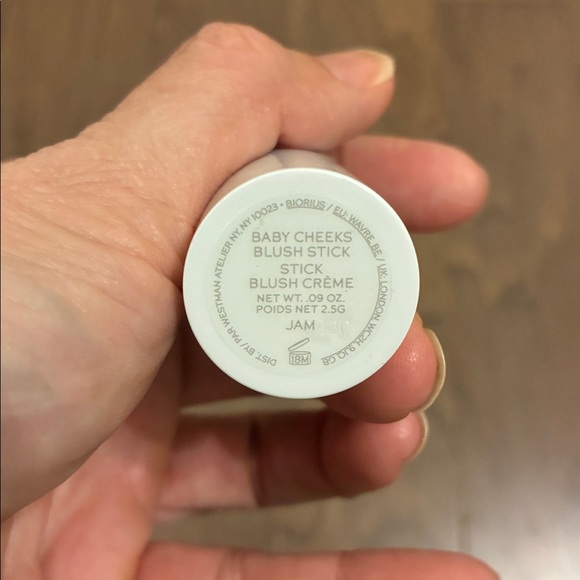 BABY CHEEKS
BLUSH STICK
STICK
BLUSH CRÈME
NET WT. .09 OZ.
POIDS NET 2.5G
JAM
18M
DIST. BY/ PAR WESTMAN ATELIER NY, NY 10023 • BIORIUS / EU: WAVRE, BE / UK: LONDON WC2H 9JQ, GB